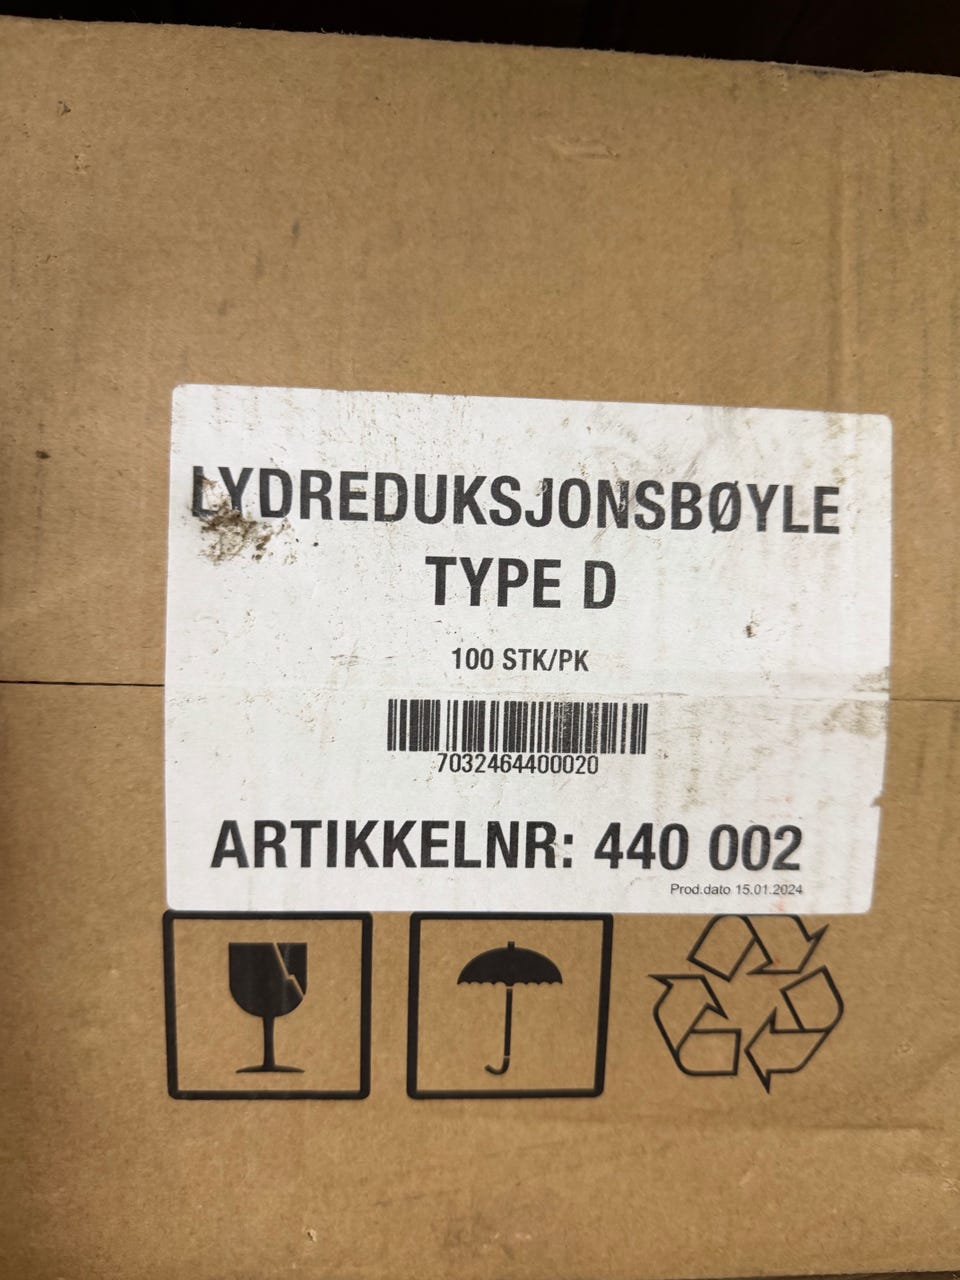 LYDREDUKSJONSBØYLE
TYPE D
100 STK/PK
7032464400020
ARTIKKELNR: 440 002
Prod.dato 15.01.2024